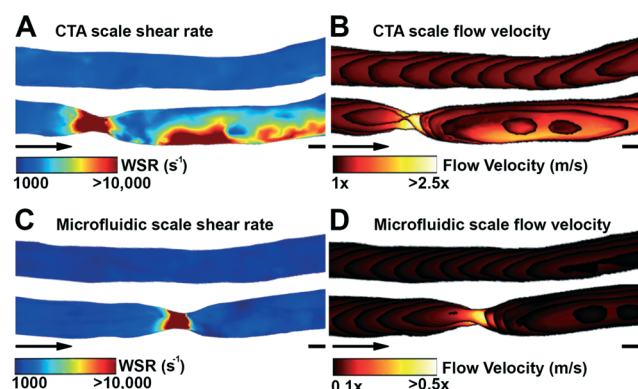 A CTA scale shear rate
B CTA scale flow velocity
WSR (s⁻¹)
1000 >10,000
Flow Velocity (m/s)
1x >2.5x
C Microfluidic scale shear rate
D Microfluidic scale flow velocity
WSR (s⁻¹)
1000 >10,000
Flow Velocity (m/s)
0.1x >0.5x